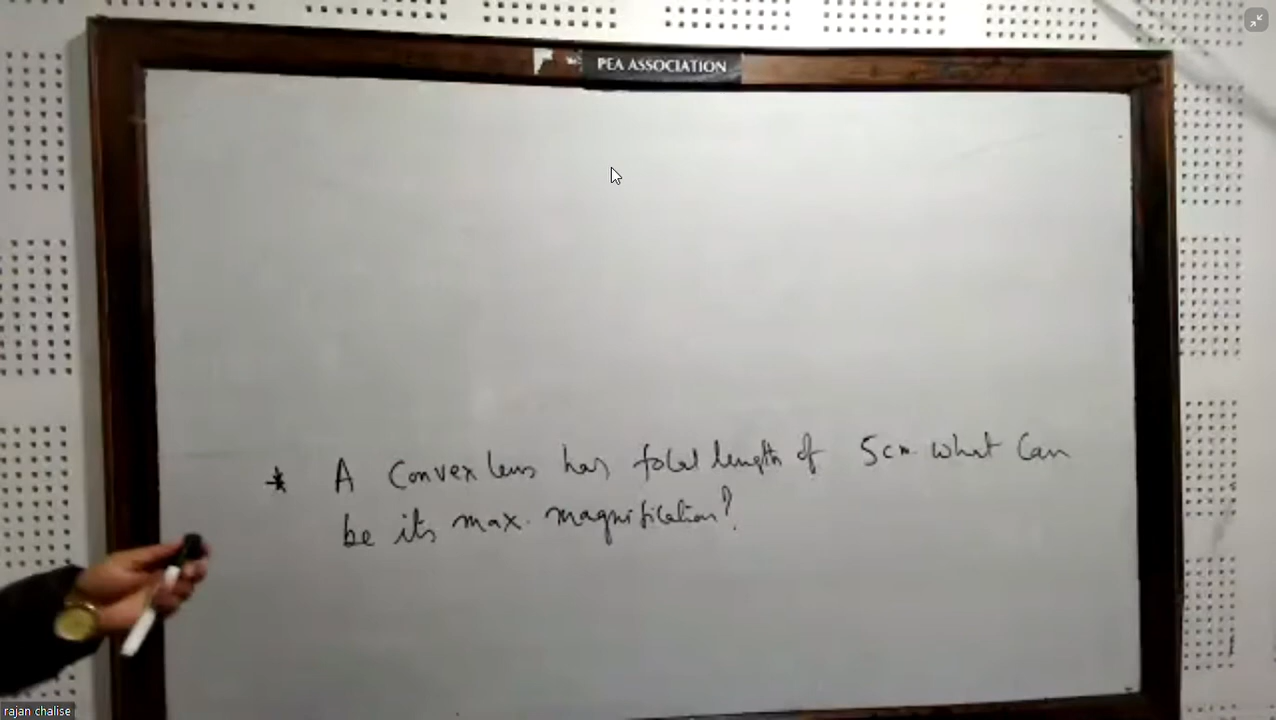 PEA ASSOCIATION
* A Convex lens has focal length of 5cm. what can
be its max. magnification?
rajan chalise